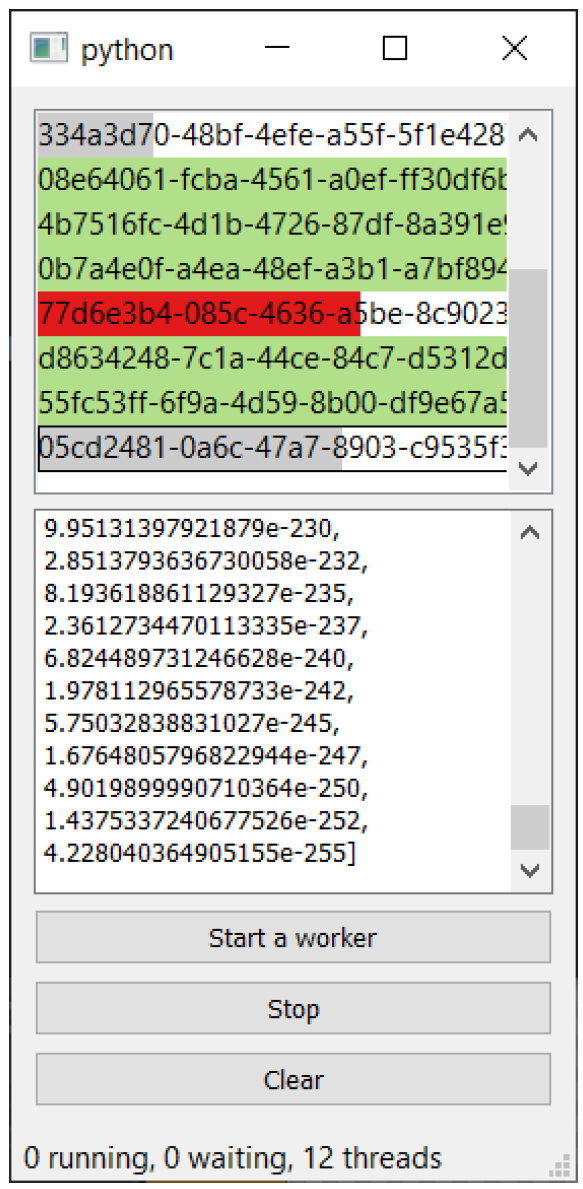 python
334a3d70-48bf-4efe-a55f-5f1e428
08e64061-fcba-4561-a0ef-ff30df6b
4b7516fc-4d1b-4726-87df-8a391e9
0b7a4e0f-a4ea-48ef-a3b1-a7bf894
77d6e3b4-085c-4636-a5be-8c9023
d8634248-7c1a-44ce-84c7-d5312d
55fc53ff-6f9a-4d59-8b00-df9e67a5
05cd2481-0a6c-47a7-8903-c9535f3
9.95131397921879e-230,
2.8513793636730058e-232,
8.193618861129327e-235,
2.3612734470113335e-237,
6.824489731246628e-240,
1.978112965578733e-242,
5.75032838831027e-245,
1.6764805796822944e-247,
4.9019899990710364e-250,
1.4375337240677526e-252,
4.228040364905155e-255]
Start a worker
Stop
Clear
0 running, 0 waiting, 12 threads